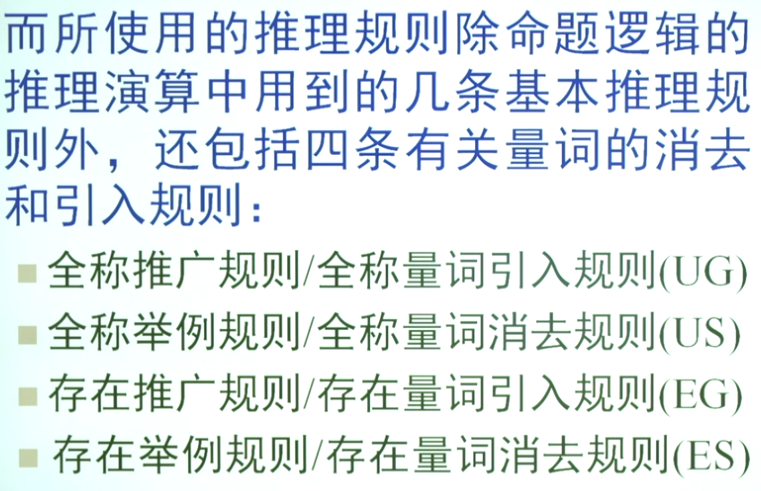 而所使用的推理规则除命题逻辑的
推理演算中用到的几条基本推理规
则外，还包括四条有关量词的消去
和引入规则：
全称推广规则/全称量词引入规则(UG)
全称举例规则/全称量词消去规则(US)
存在推广规则/存在量词引入规则(EG)
存在举例规则/存在量词消去规则(ES)